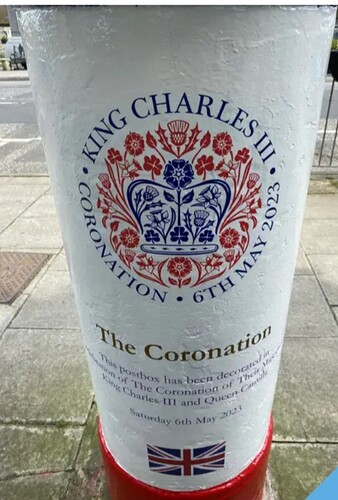 • KING CHARLES III •
CORONATION • 6TH MAY 2023
The Coronation
This postbox has been decorated in
of The Coronation of Their
King Charles III and Queen Camilla
Saturday 6th May 2023